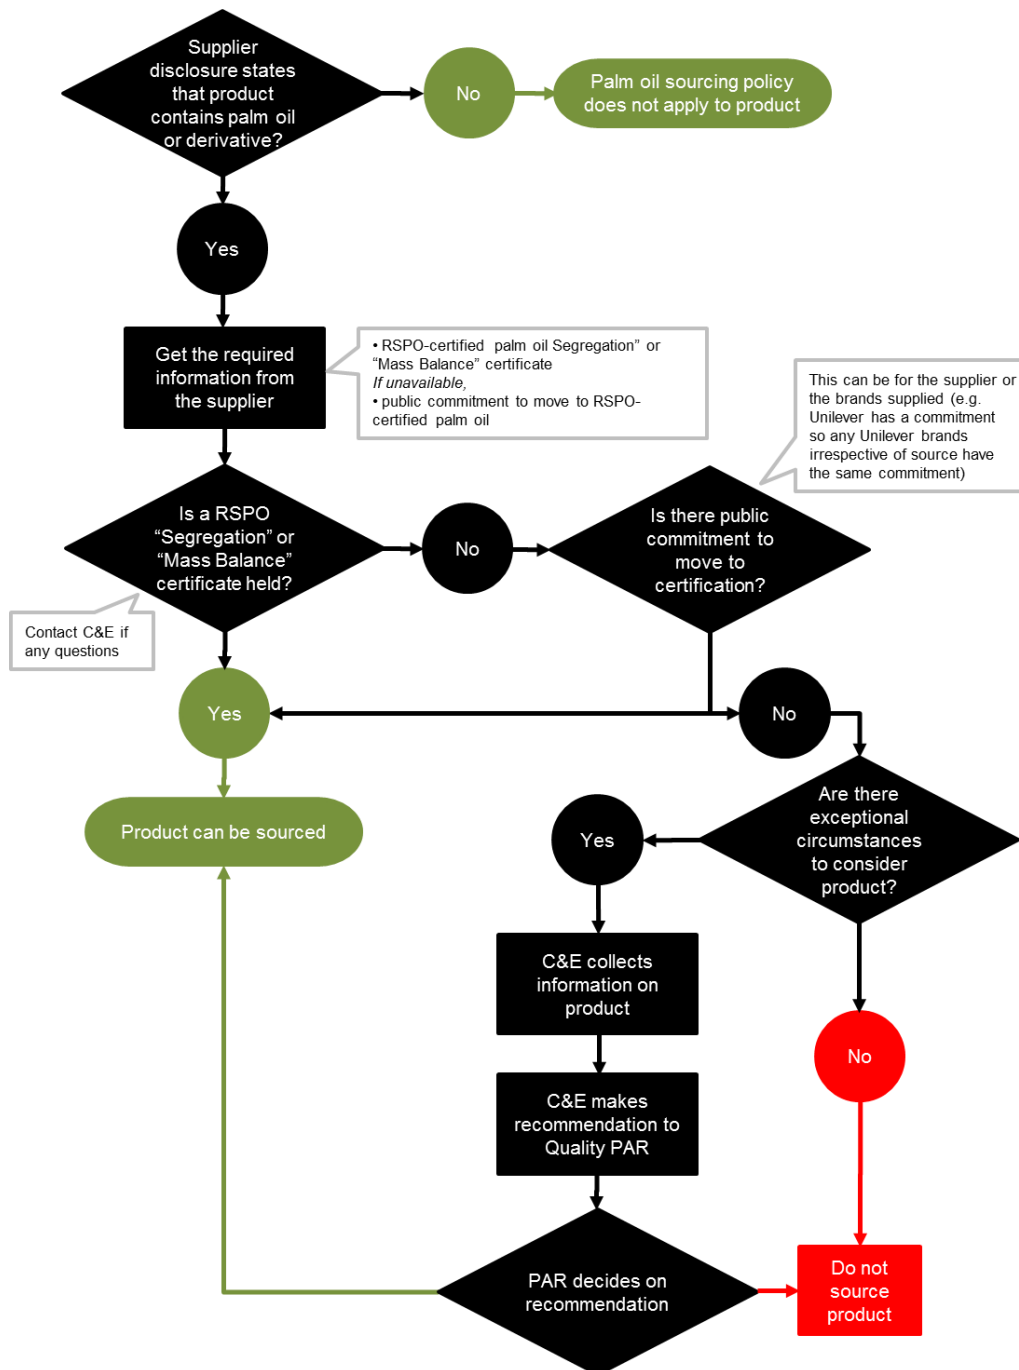 Supplier
disclosure states
that product
contains palm oil
or derivative?
No
Palm oil sourcing policy
does not apply to product
Yes
Get the required
information from
the supplier
• RSPO-certified palm oil Segregation” or
“Mass Balance” certificate
If unavailable,
• public commitment to move to RSPO-
certified palm oil
This can be for the supplier or
the brands supplied (e.g.
Unilever has a commitment
so any Unilever brands
irrespective of source have
the same commitment)
Is a RSPO
“Segregation” or
“Mass Balance”
certificate held?
No
Is there public
commitment to
move to
certification?
Contact C&E if
any questions
Yes
No
Product can be sourced
Are there
exceptional
circumstances
to consider
product?
Yes
C&E collects
information on
product
No
C&E makes
recommendation to
Quality PAR
PAR decides on
recommendation
Do not
source
product